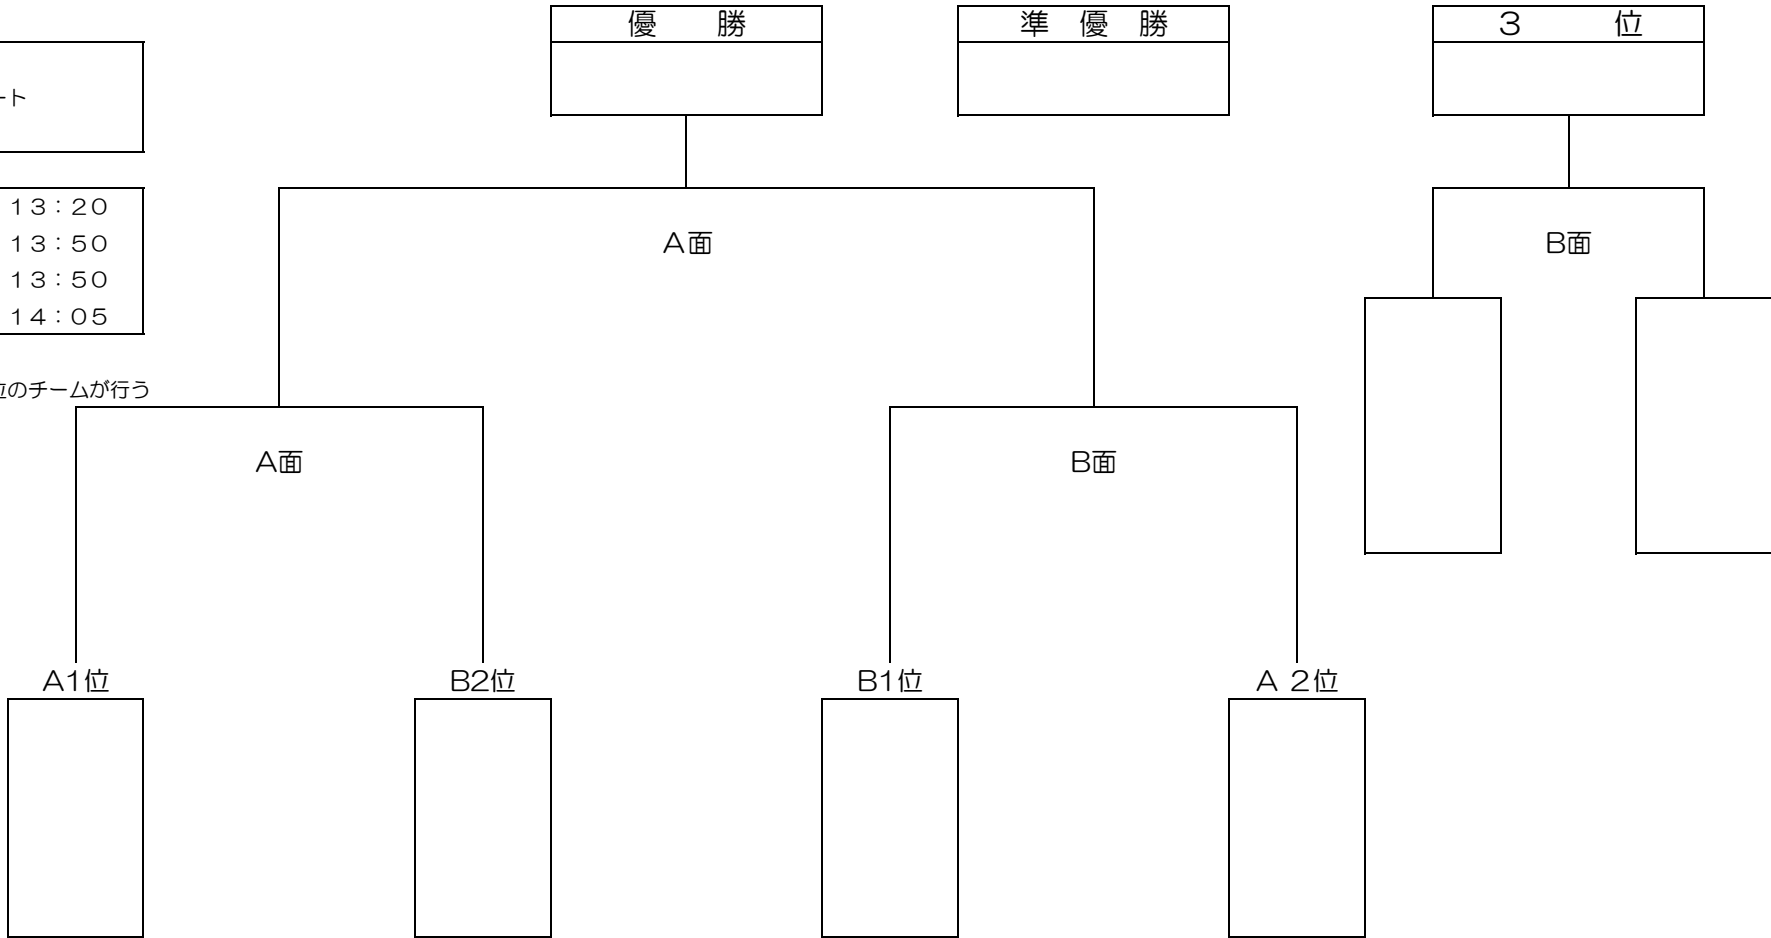 優　勝
準 優 勝
３　位
ート
１３：２０
１３：５０
１３：５０
１４：０５
A面
B面
位のチームが行う
A面
B面
A1位
B2位
B1位
A ２位